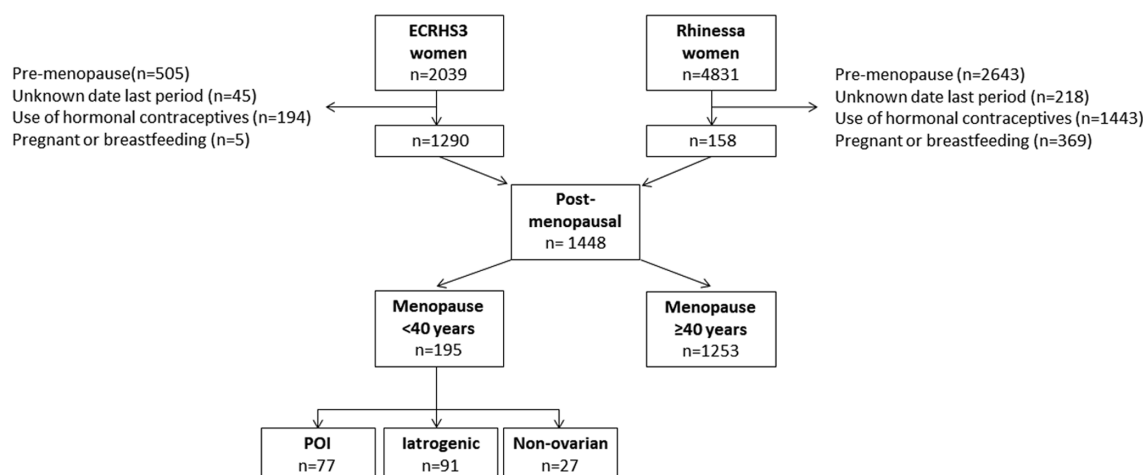 ECRHS3
women
n=2039
Rhinessa
women
n=4831
Pre-menopause(n=505)
Unknown date last period (n=45)
Use of hormonal contraceptives (n=194)
Pregnant or breastfeeding (n=5)
Pre-menopause (n=2643)
Unknown date last period (n=218)
Use of hormonal contraceptives (n=1443)
Pregnant or breastfeeding (n=369)
n=1290
n=158
Post-
menopausal
n= 1448
Menopause
<40 years
n=195
Menopause
≥40 years
n=1253
POI
n=77
Iatrogenic
n=91
Non-ovarian
n=27